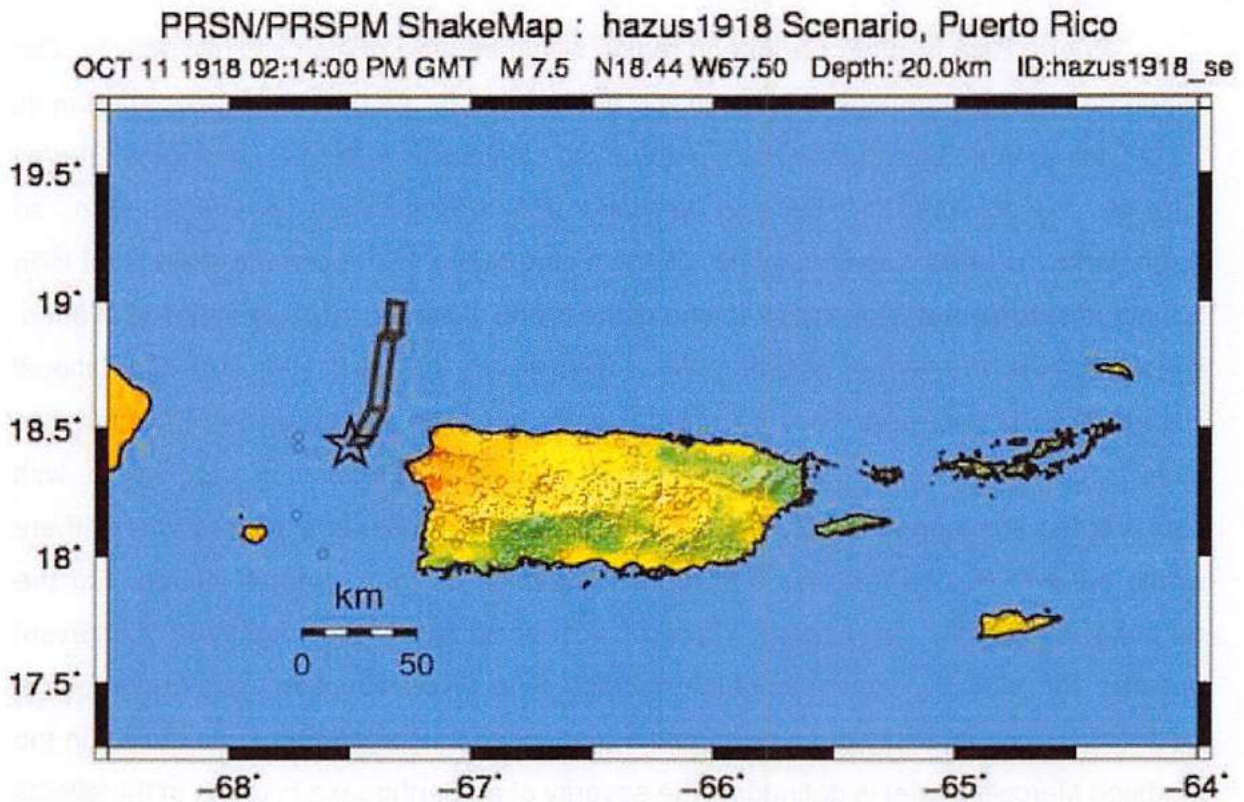 PRSN/PRSPM ShakeMap : hazus1918 Scenario, Puerto Rico
OCT 11 1918 02:14:00 PM GMT M 7.5 N18.44 W67.50 Depth: 20.0km ID:hazus1918_se
19.5°
19°
18.5°
18°
km
0 50
17.5°
-68° -67° -66° -65° -64°